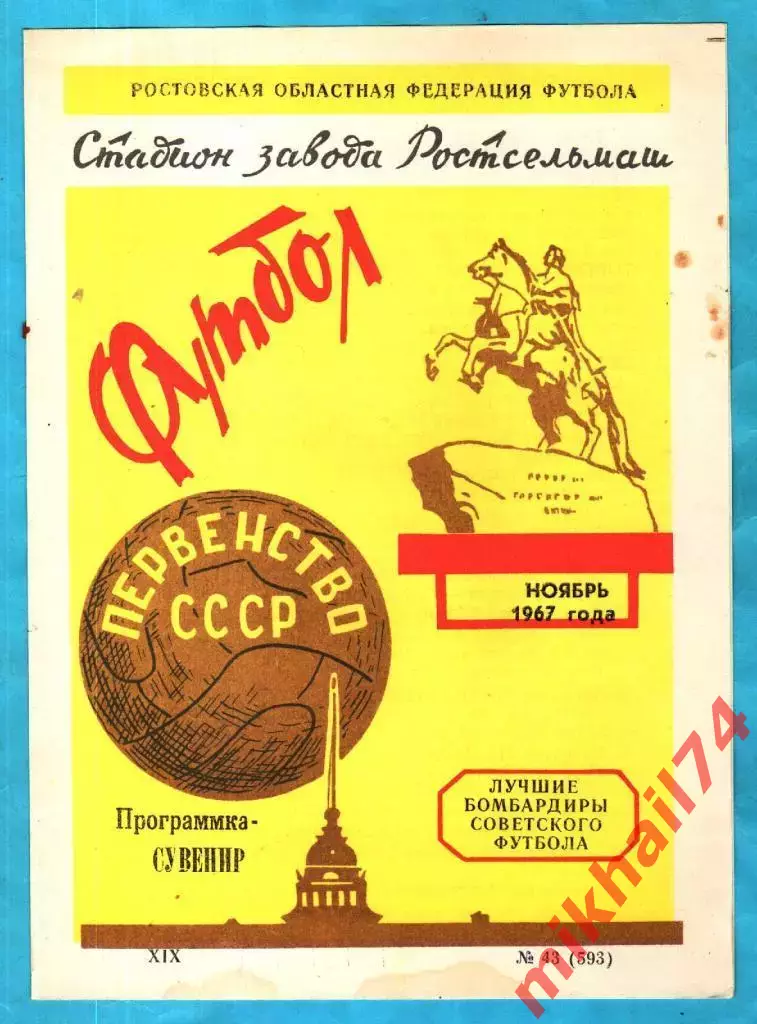 РОСТОВСКАЯ ОБЛАСТНАЯ ФЕДЕРАЦИЯ ФУТБОЛА
Стадион завода Ростсельмаш
Футбол
ПЕРВЕНСТВО
СССР
НОЯБРЬ
1967 года
ЛУЧШИЕ
БОМБАРДИРЫ
СОВЕТСКОГО
ФУТБОЛА
Программка-
СУВЕНИР
XIX
№ 43 (593)
mikhail74